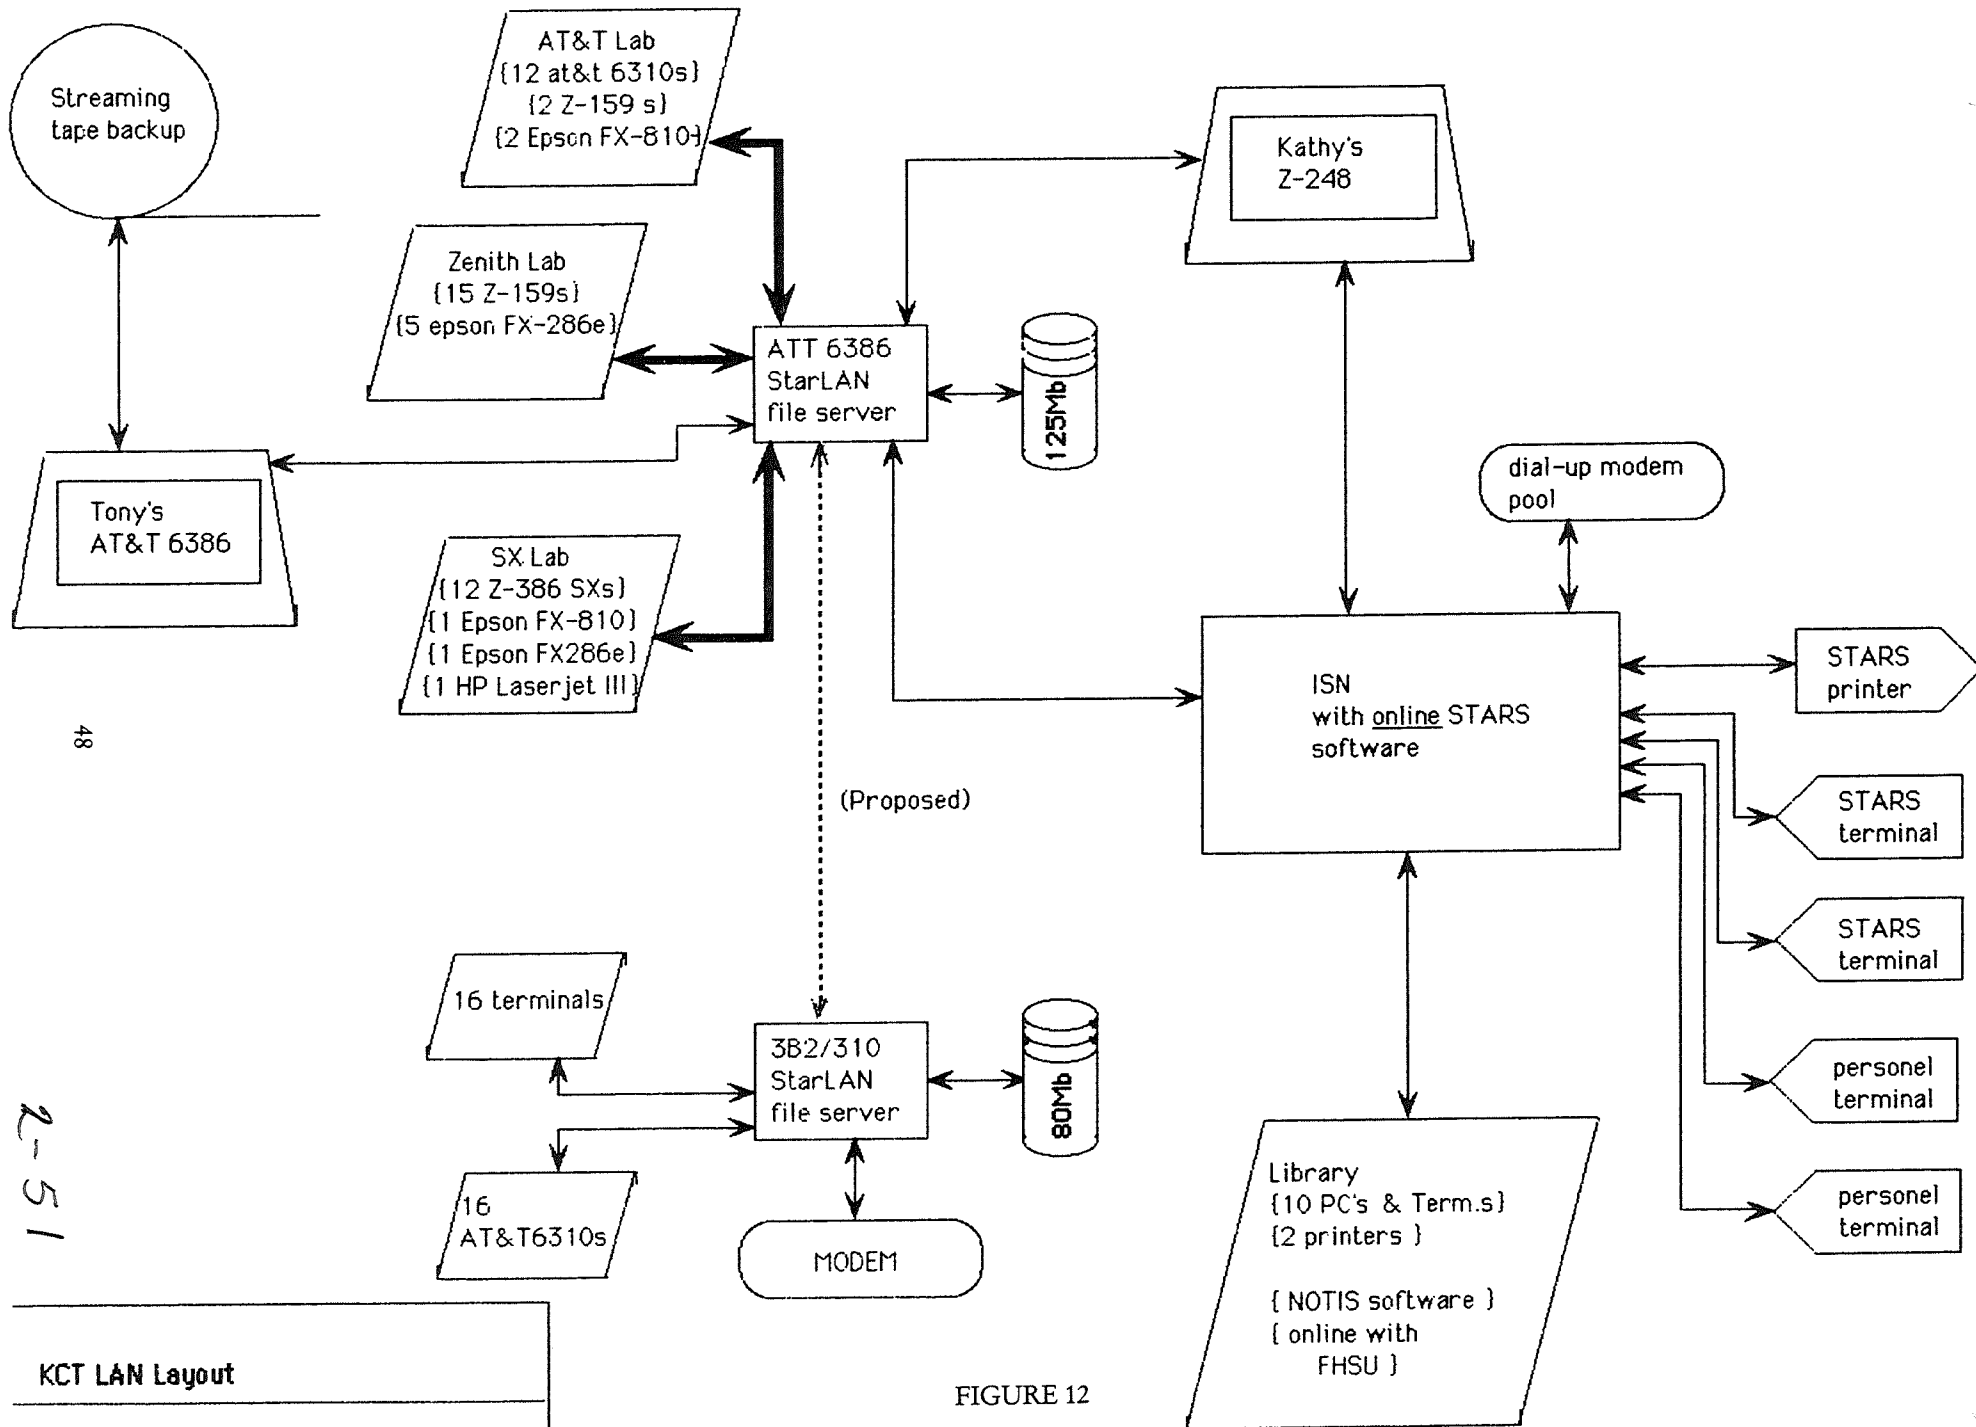 Streaming
tape backup
AT&T Lab
{12 at&t 6310s}
{2 Z-159 s}
{2 Epson FX-810}
Kathy's
Z-248
Zenith Lab
{15 Z-159s}
{5 epson FX-286e}
ATT 6386
StarLAN
file server
125Mb
dial-up modem
pool
Tony's
AT&T 6386
SX Lab
{12 Z-386 SXs}
{1 Epson FX-810}
{1 Epson FX286e}
{1 HP Laserjet III}
ISN
with online STARS
software
STARS
printer
STARS
terminal
STARS
terminal
personel
terminal
personel
terminal
(Proposed)
48
16 terminals
3B2/310
StarLAN
file server
80Mb
16
AT&T6310s
MODEM
Library
{10 PC's & Term.s}
{2 printers }
{ NOTIS software }
{ online with
FHSU }
2-51
KCT LAN Layout
FIGURE 12